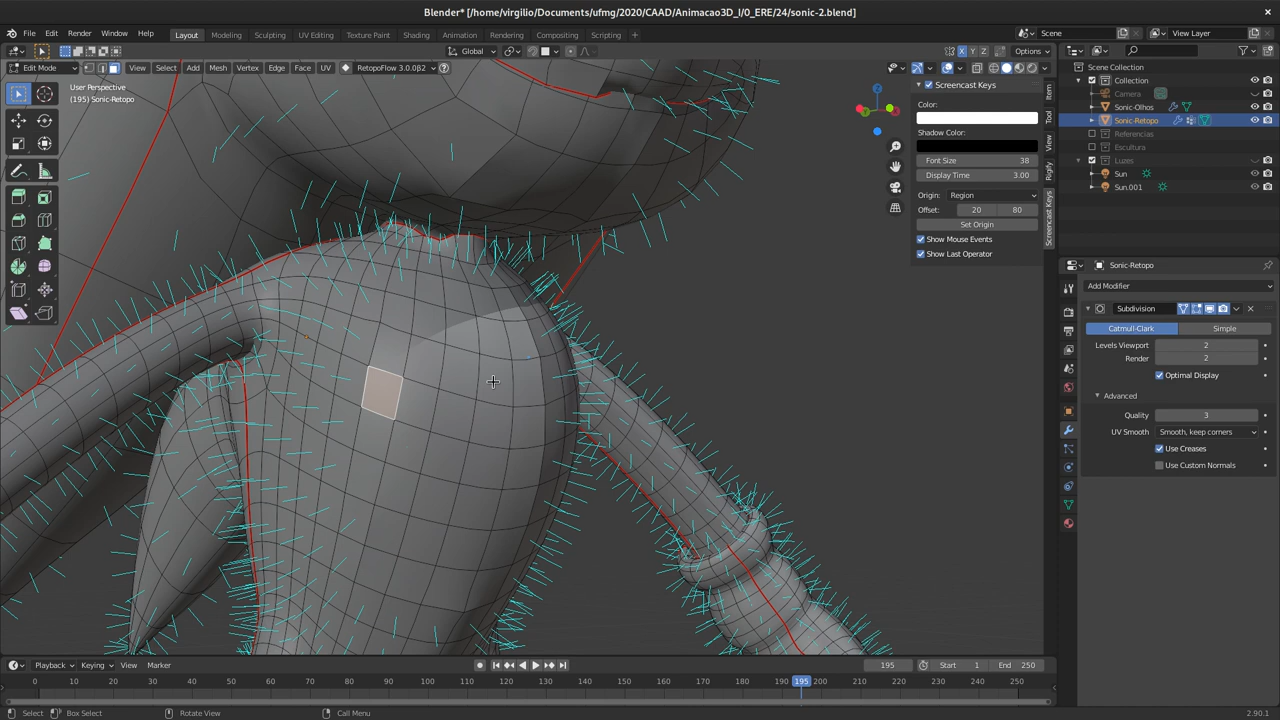 Blender* [/home/virgilio/Documents/ufmg/2020/CAAD/Animacao3D_I/0_ERE/24/sonic-2.blend]
File Edit Render Window Help Layout Modeling Sculpting UV Editing Texture Paint Shading Animation Rendering Compositing Scripting + Scene View Layer
Global X Y Z Options
Edit Mode View Select Add Mesh Vertex Edge Face UV RetopoFlow 3.0.0β2
User Perspective
(195) Sonic-Retopo
Screencast Keys
Color:
Shadow Color:
Font Size 38
Display Time 3.00
Origin: Region
Offset: 20 80
Set Origin
Show Mouse Events
Show Last Operator
Item
Tool
View
Rigify
Screencast Keys
Scene Collection
Collection
Camera
Sonic-Olhos
Sonic-Retopo
Referencias
Escultura
Luzes
Sun
Sun.001
Sonic-Retopo
Add Modifier
Subdivision
Catmull-Clark Simple
Levels Viewport 2
Render 2
Optimal Display
Advanced
Quality 3
UV Smooth Smooth, keep corners
Use Creases
Use Custom Normals
Playback Keying View Marker 195 Start 1 End 250
0 10 20 30 40 50 60 70 80 90 100 110 120 130 140 150 160 170 180 190 195 200 210 220 230 240 250
Select Box Select Rotate View Call Menu 2.90.1